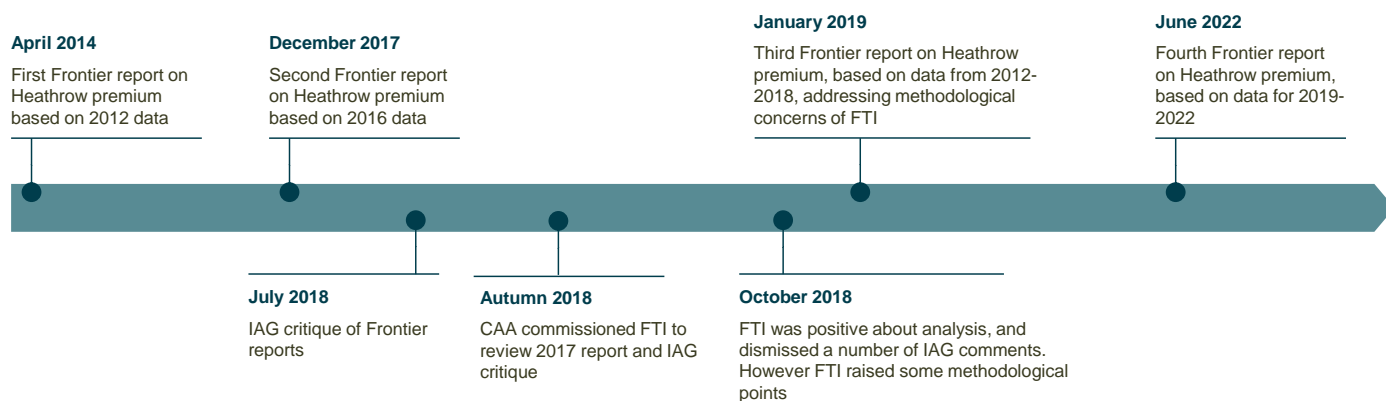 April 2014
First Frontier report on
Heathrow premium
based on 2012 data
December 2017
Second Frontier report
on Heathrow premium
based on 2016 data
January 2019
Third Frontier report on Heathrow
premium, based on data from 2012-
2018, addressing methodological
concerns of FTI
June 2022
Fourth Frontier report
on Heathrow premium,
based on data for 2019-
2022
July 2018
IAG critique of Frontier
reports
Autumn 2018
CAA commissioned FTI to
review 2017 report and IAG
critique
October 2018
FTI was positive about analysis, and
dismissed a number of IAG comments.
However FTI raised some methodological
points